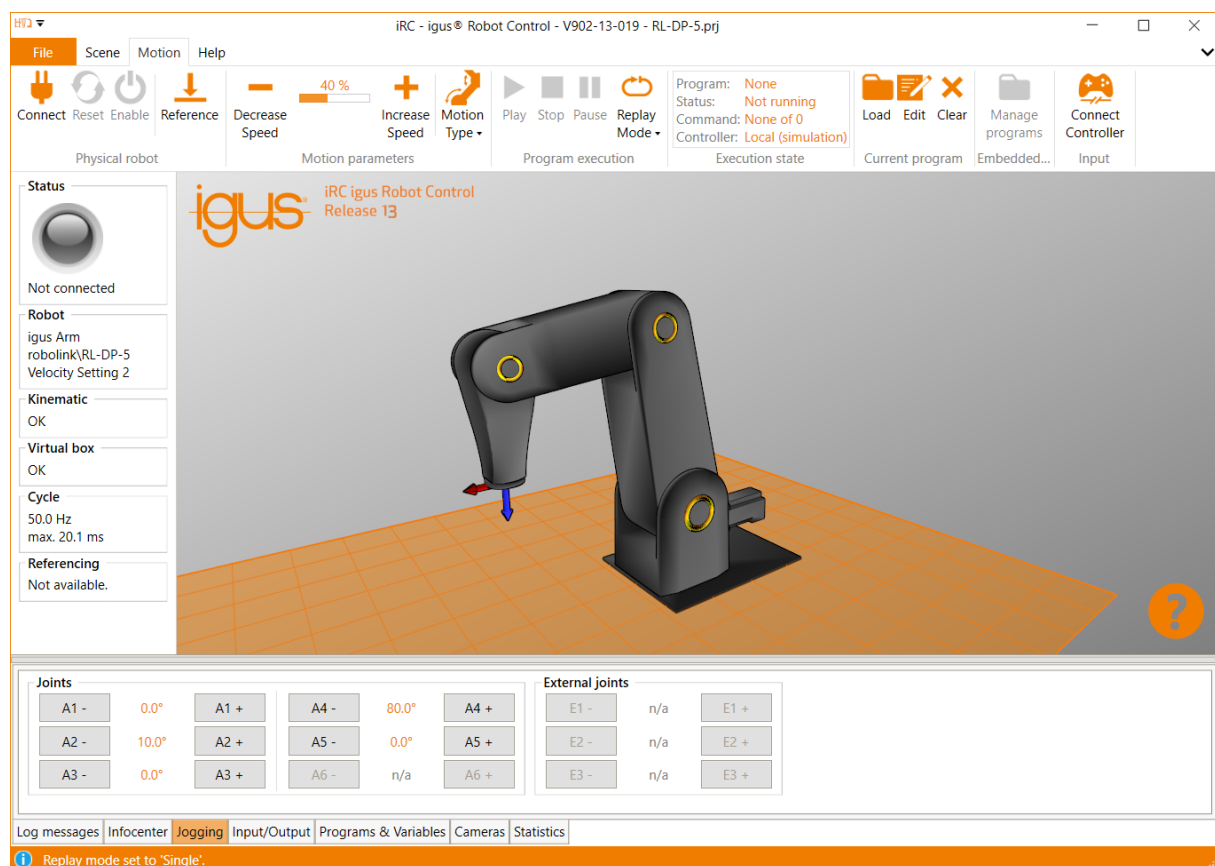 iRC - igus® Robot Control - V902-13-019 - RL-DP-5.prj
File Scene Motion Help
40 %
Connect Reset Enable Reference Decrease Speed Increase Speed Motion Type Play Stop Pause Replay Mode
Program: None
Status: Not running
Command: None of 0
Controller: Local (simulation)
Load Edit Clear Manage programs Connect Controller
Physical robot Motion parameters Program execution Execution state Current program Embedded... Input
Status
Not connected
Robot
igus Arm
robolink\RL-DP-5
Velocity Setting 2
Kinematic
OK
Virtual box
OK
Cycle
50.0 Hz
max. 20.1 ms
Referencing
Not available.
igus®
iRC igus Robot Control
Release 13
?
Joints External joints
A1 - 0.0° A1 + A4 - 80.0° A4 + E1 - n/a E1 +
A2 - 10.0° A2 + A5 - 0.0° A5 + E2 - n/a E2 +
A3 - 0.0° A3 + A6 - n/a A6 + E3 - n/a E3 +
Log messages Infocenter Jogging Input/Output Programs & Variables Cameras Statistics
Replay mode set to 'Single'.